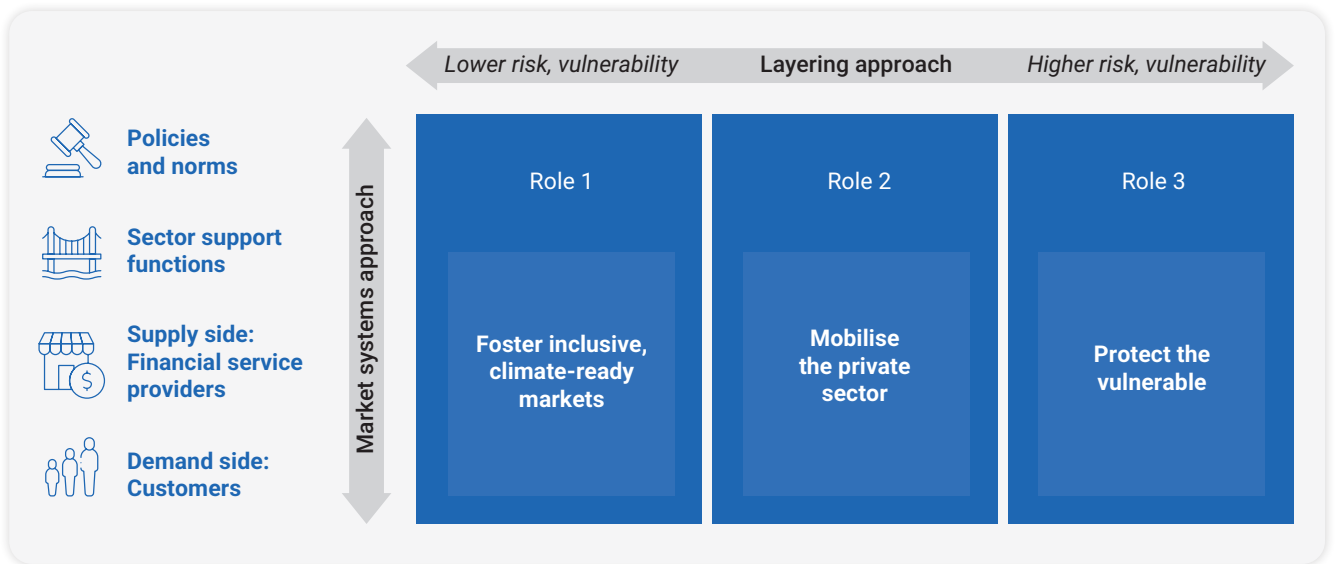 Lower risk, vulnerability
Layering approach
Higher risk, vulnerability
Policies
and norms
Sector support
functions
Supply side:
Financial service
providers
$
Demand side:
Customers
Market systems approach
Role 1
Foster inclusive,
climate-ready
markets
Role 2
Mobilise
the private
sector
Role 3
Protect the
vulnerable